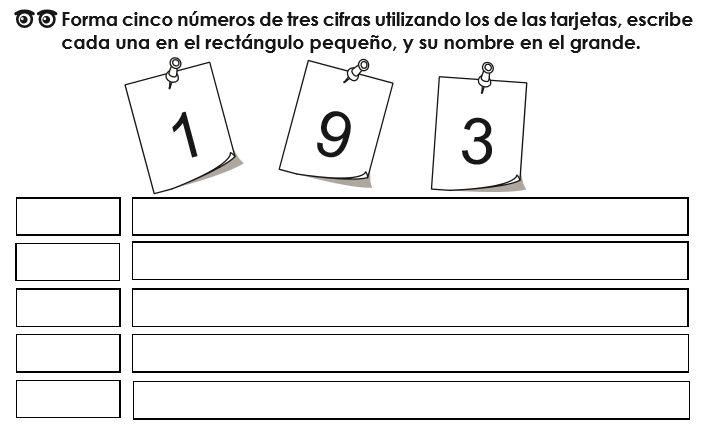 Forma cinco números de tres cifras utilizando los de las tarjetas, escribe
cada una en el rectángulo pequeño, y su nombre en el grande.
1 9 3